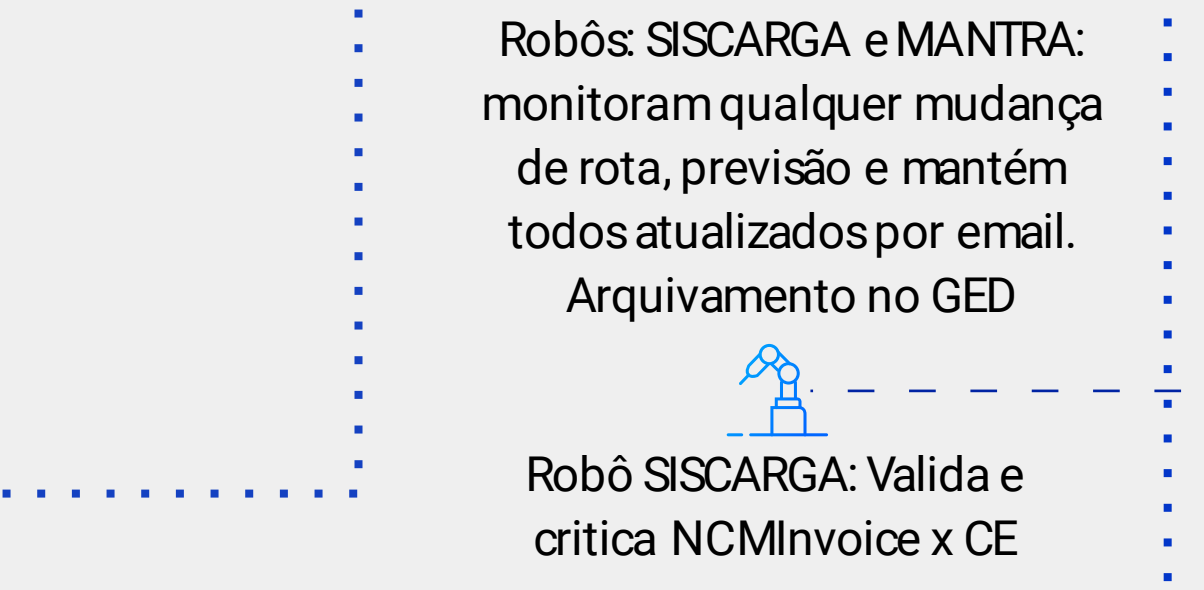 Robôs: SISCARGA e MANTRA:
monitoram qualquer mudança
de rota, previsão e mantém
todos atualizados por email.
Arquivamento no GED
Robô SISCARGA: Valida e
critica NCMInvoice x CE